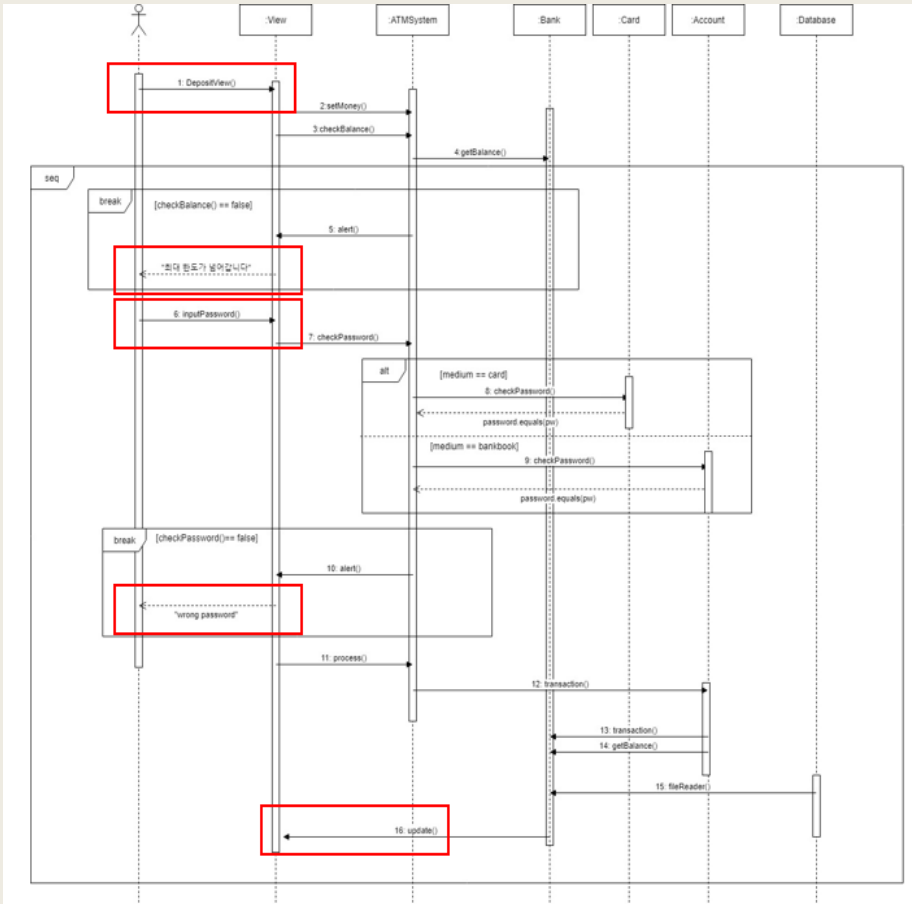 :View
:ATMSystem
:Bank
:Card
:Account
:Database
1: DepositView()
2:setMoney()
3:checkBalance()
4:getBalance()
seq
break
[checkBalance() == false]
5: alert()
"최대 한도가 넘어갑니다"
6: inputPassword()
7: checkPassword()
alt
[medium == card]
8: checkPassword()
password.equals(pw)
[medium == bankbook]
9: checkPassword()
password.equals(pw)
break
[checkPassword()== false]
10: alert()
"wrong password"
11: process()
12: transaction()
13: transaction()
14: getBalance()
15: fileReader()
16: update()